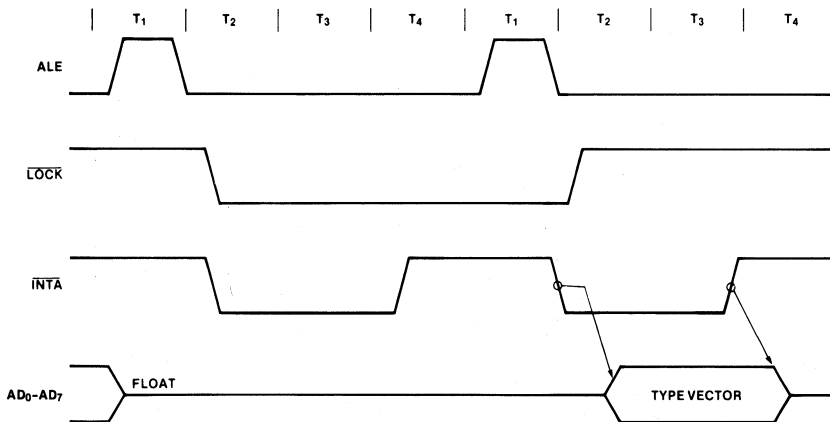 T1 T2 T3 T4 T1 T2 T3 T4
ALE
LOCK
INTA
FLOAT
AD0-AD7
TYPE VECTOR